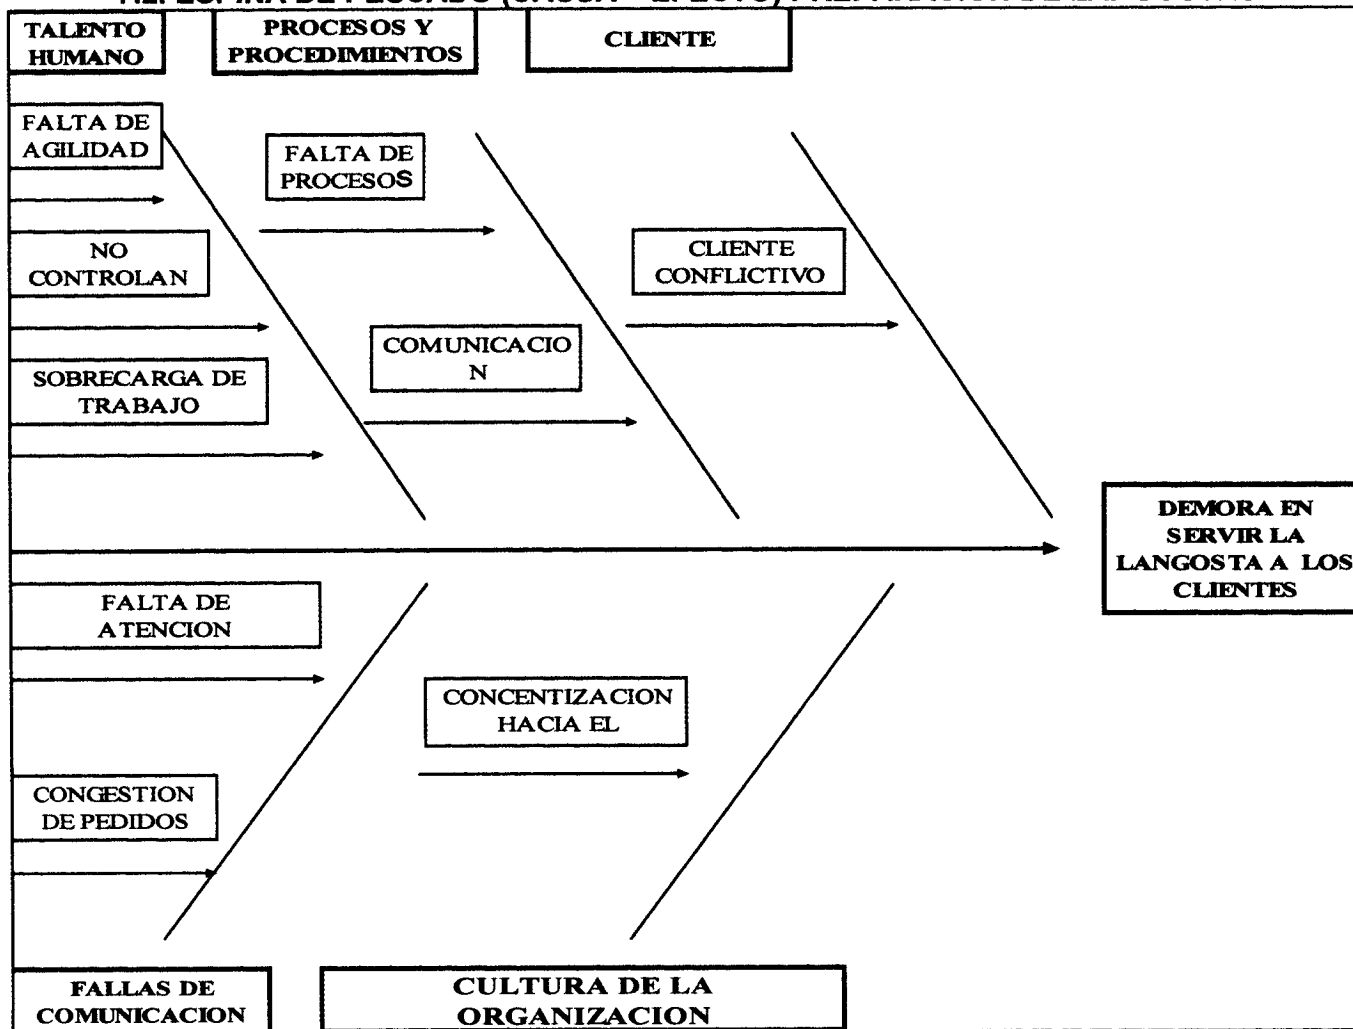 TALENTO
HUMANO
PROCESOS Y
PROCEDIMIENTOS
CLIENTE
FALTA DE
AGILIDAD
FALTA DE
PROCESOS
NO
CONTROLAN
CLIENTE
CONFLICTIVO
COMUNICACIO
N
SOBRECARGA DE
TRABAJO
DEMORA EN
SERVIR LA
LANGOSTA A LOS
CLIENTES
FALTA DE
ATENCION
CONCENTIZACION
HACIA EL
CONGESTION
DE PEDIDOS
FALLAS DE
COMUNICACION
CULTURA DE LA
ORGANIZACION